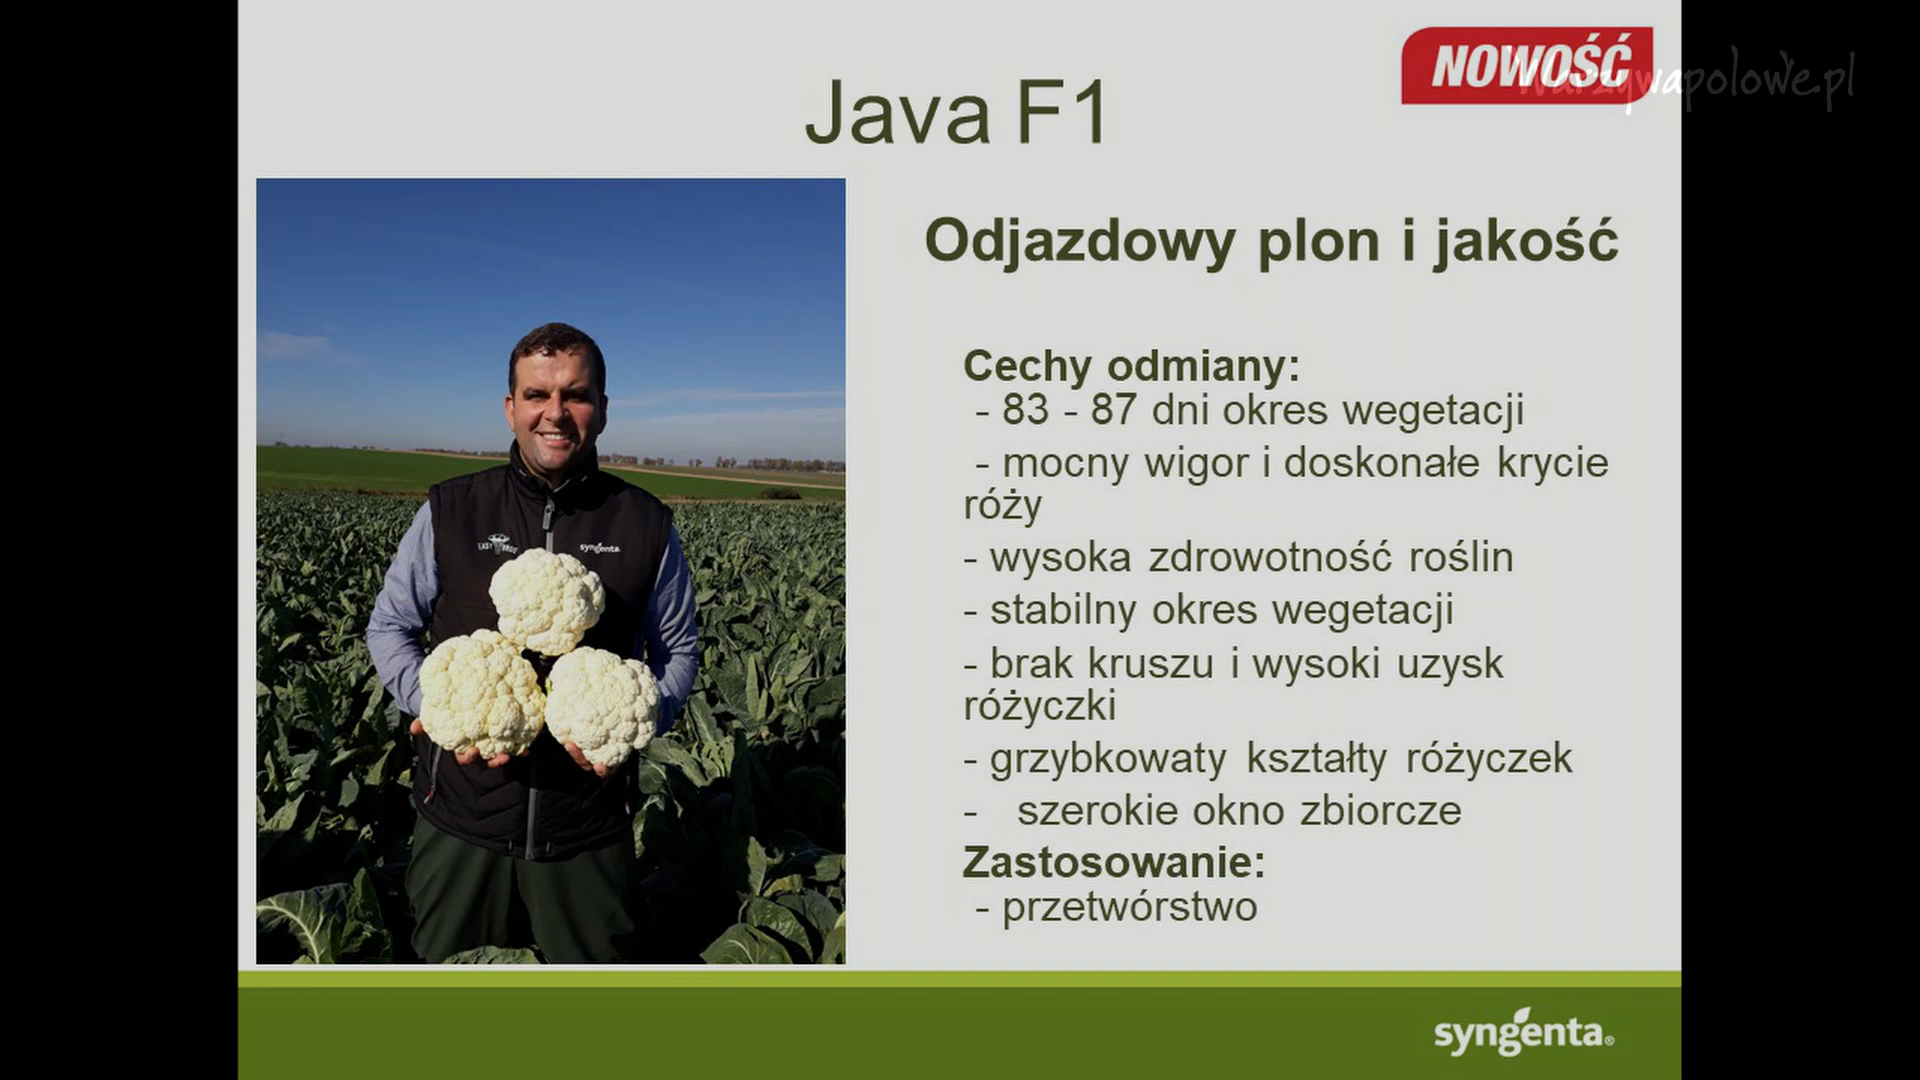 NOWOŚĆ
Warzywapolowe.pl
Java F1
Odjazdowy plon i jakość
Cechy odmiany:
- 83 - 87 dni okres wegetacji
- mocny wigor i doskonałe krycie
róży
- wysoka zdrowotność roślin
- stabilny okres wegetacji
- brak kruszu i wysoki uzysk
różyczki
- grzybkowaty kształty różyczek
- szerokie okno zbiorcze
Zastosowanie:
- przetwórstwo
EASY BROS
syngenta
syngenta®